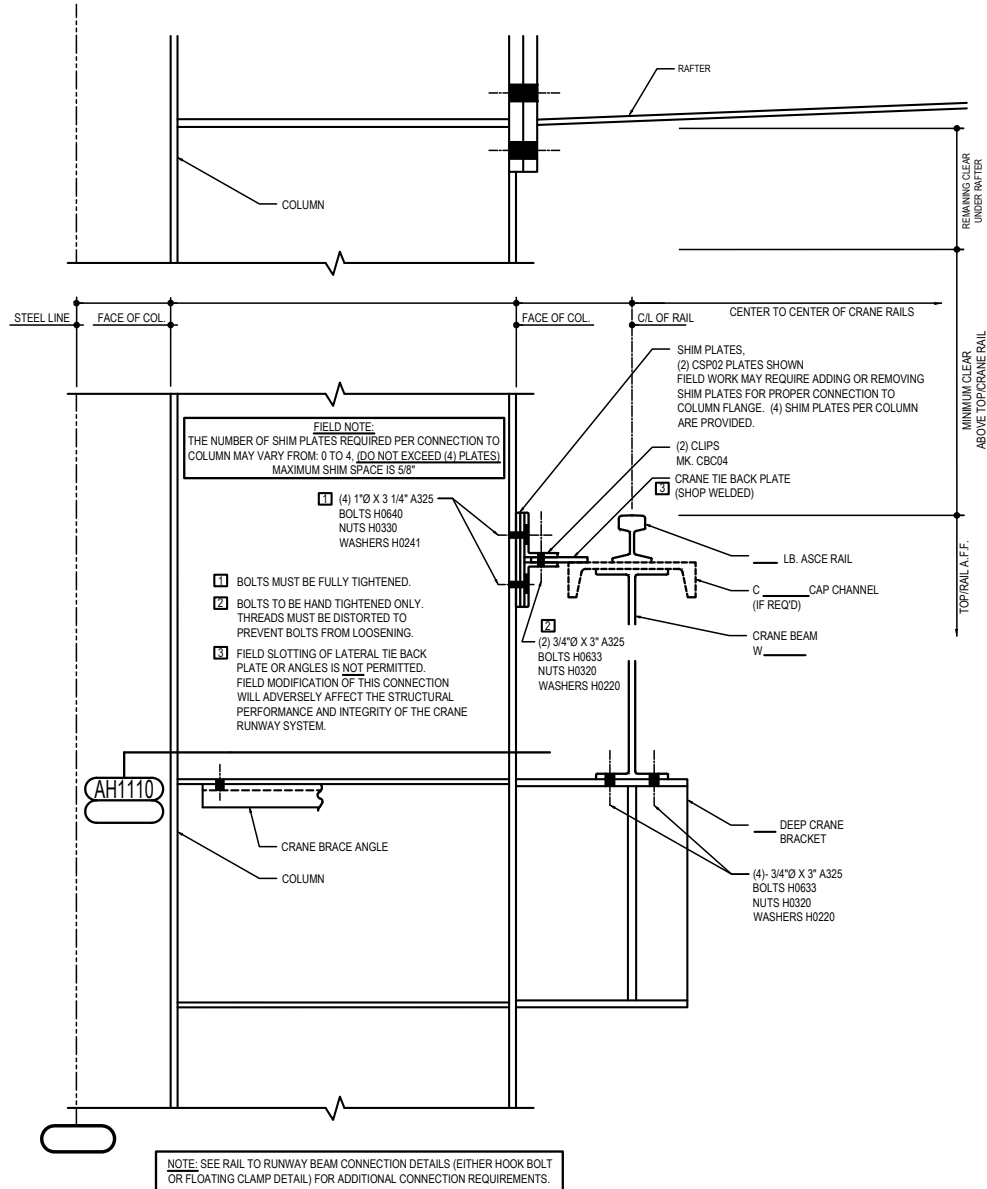 RAFTER
COLUMN
REMAINING CLEAR
UNDER RAFTER
STEEL LINE
FACE OF COL.
FACE OF COL.
C/L OF RAIL
CENTER TO CENTER OF CRANE RAILS
MINIMUM CLEAR
ABOVE TOP/CRANE RAIL
SHIM PLATES,
(2) CSP02 PLATES SHOWN
FIELD WORK MAY REQUIRE ADDING OR REMOVING
SHIM PLATES FOR PROPER CONNECTION TO
COLUMN FLANGE. (4) SHIM PLATES PER COLUMN
ARE PROVIDED.
FIELD NOTE:
THE NUMBER OF SHIM PLATES REQUIRED PER CONNECTION TO
COLUMN MAY VARY FROM: 0 TO 4, (DO NOT EXCEED (4) PLATES)
MAXIMUM SHIM SPACE IS 5/8"
(2) CLIPS
MK. CBC04
3 CRANE TIE BACK PLATE
(SHOP WELDED)
1 (4) 1"Ø X 3 1/4" A325
BOLTS H0640
NUTS H0330
WASHERS H0241
TOP/RAIL A.F.F.
___ LB. ASCE RAIL
C ______ CAP CHANNEL
(IF REQ'D)
CRANE BEAM
W______
1 BOLTS MUST BE FULLY TIGHTENED.
2 BOLTS TO BE HAND TIGHTENED ONLY.
THREADS MUST BE DISTORTED TO
PREVENT BOLTS FROM LOOSENING.
3 FIELD SLOTTING OF LATERAL TIE BACK
PLATE OR ANGLES IS NOT PERMITTED.
FIELD MODIFICATION OF THIS CONNECTION
WILL ADVERSELY AFFECT THE STRUCTURAL
PERFORMANCE AND INTEGRITY OF THE CRANE
RUNWAY SYSTEM.
2
(2) 3/4"Ø X 3" A325
BOLTS H0633
NUTS H0320
WASHERS H0220
AH1110
CRANE BRACE ANGLE
COLUMN
___ DEEP CRANE
BRACKET
(4)- 3/4"Ø X 3" A325
BOLTS H0633
NUTS H0320
WASHERS H0220
NOTE: SEE RAIL TO RUNWAY BEAM CONNECTION DETAILS (EITHER HOOK BOLT
OR FLOATING CLAMP DETAIL) FOR ADDITIONAL CONNECTION REQUIREMENTS.